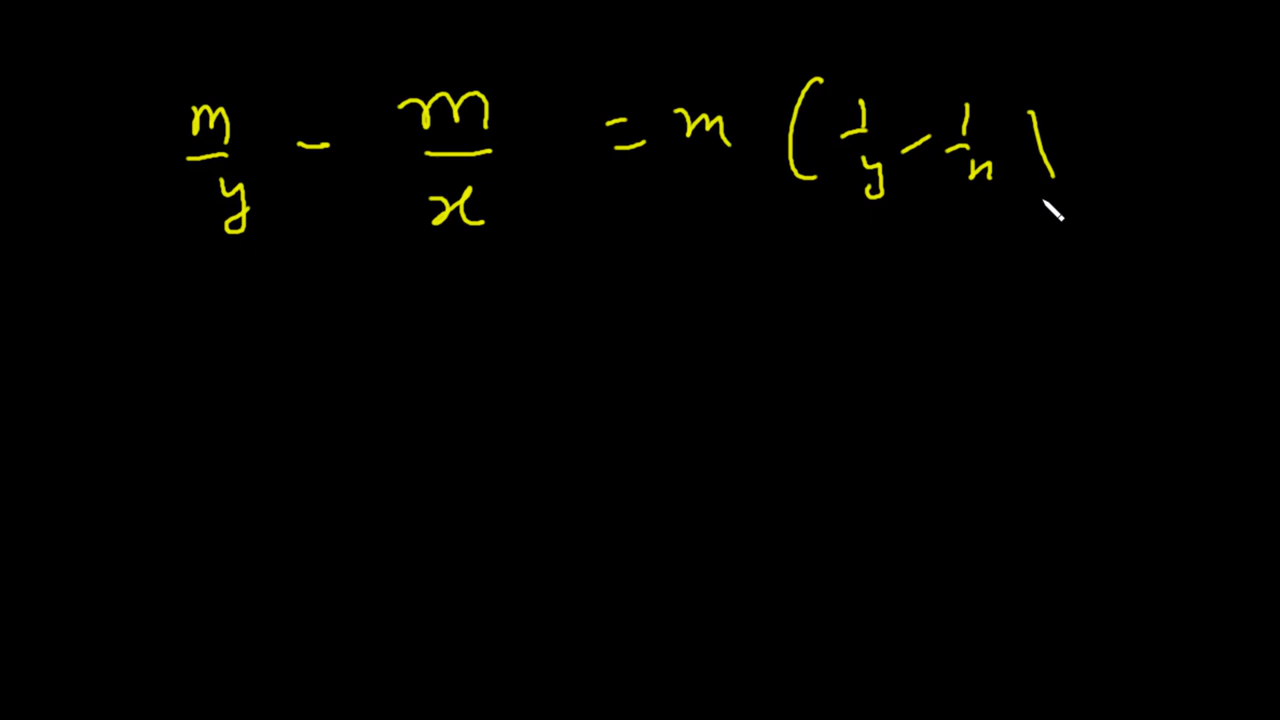 m/y - m/x = m (1/y - 1/n)